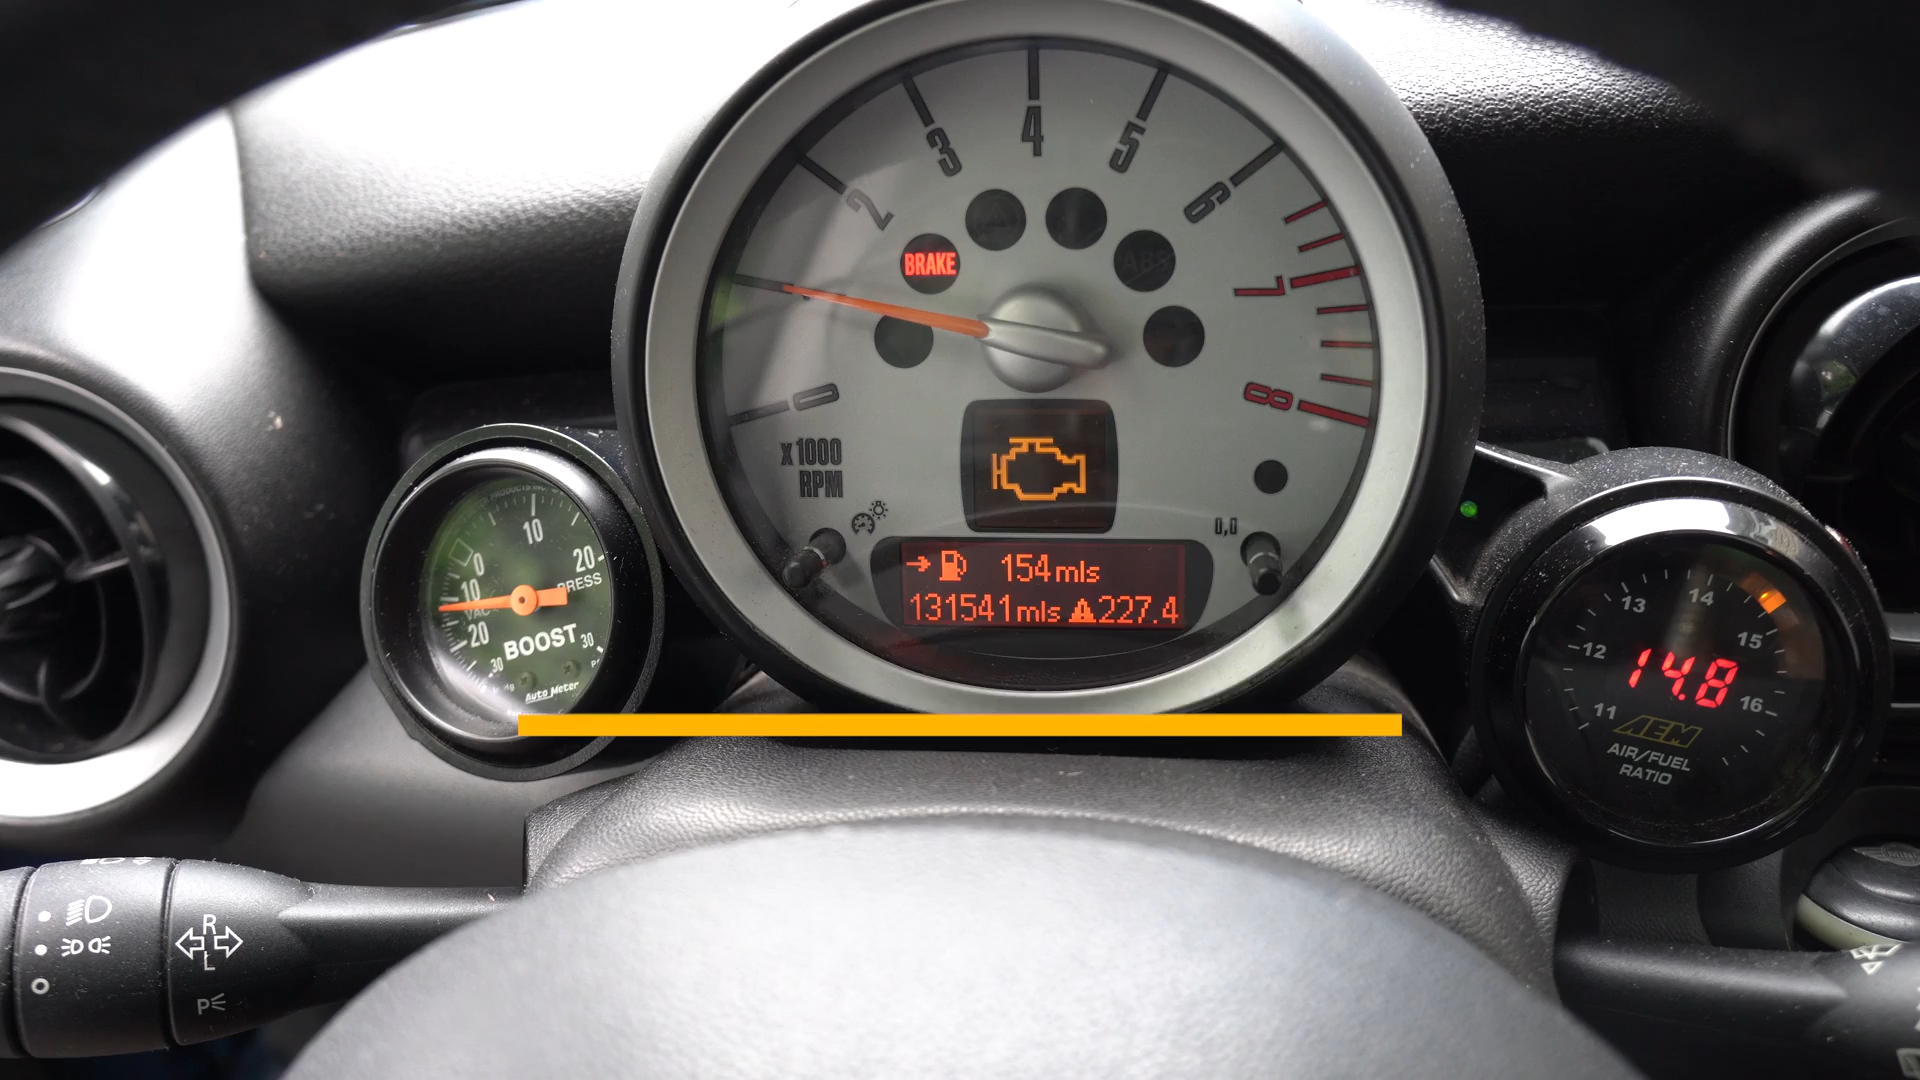 4
3
5
2
6
BRAKE
ABS
7
0
8
x1000
RPM
0,0
154 mls
131541 mls 227.4
10
0
20
PRESS
10
VAC
20
BOOST
30
30
Auto Meter
14
13
15
12
14.8
16
11
AEM
AIR/FUEL
RATIO
R
L
P